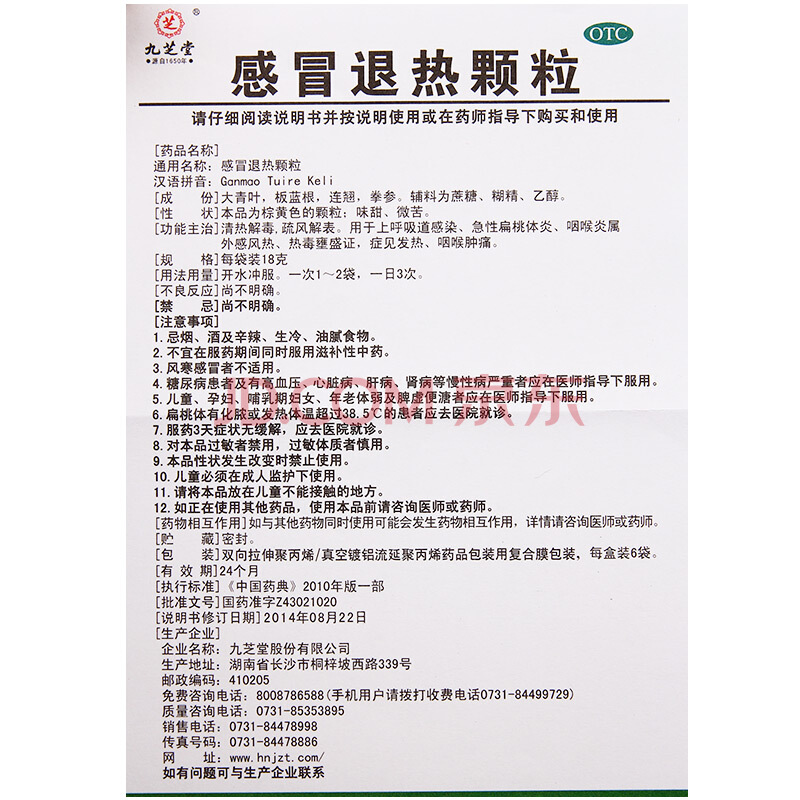 芝
®
九芝堂
●源自1650年●
OTC
感冒退热颗粒
请仔细阅读说明书并按说明使用或在药师指导下购买和使用
[药品名称]
通用名称：感冒退热颗粒
汉语拼音：Ganmao Tuire Keli
[成　份]大青叶，板蓝根，连翘，拳参。辅料为蔗糖、糊精、乙醇。
[性　状]本品为棕黄色的颗粒；味甜、微苦。
[功能主治]清热解毒,疏风解表。用于上呼吸道感染、急性扁桃体炎、咽喉炎属
外感风热、热毒壅盛证，症见发热、咽喉肿痛。
[规　格]每袋装18克
[用法用量]开水冲服。一次1～2袋，一日3次。
[不良反应]尚不明确。
[禁　忌]尚不明确。
[注意事项]
1.忌烟、酒及辛辣、生冷、油腻食物。
2.不宜在服药期间同时服用滋补性中药。
3.风寒感冒者不适用。
4.糖尿病患者及有高血压、心脏病、肝病、肾病等慢性病严重者应在医师指导下服用。
5.儿童、孕妇、哺乳期妇女、年老体弱及脾虚便溏者应在医师指导下服用。
JD.COM 京东
6.扁桃体有化脓或发热体温超过38.5℃的患者应去医院就诊。
7.服药3天症状无缓解，应去医院就诊。
8.对本品过敏者禁用，过敏体质者慎用。
9.本品性状发生改变时禁止使用。
10.儿童必须在成人监护下使用。
11.请将本品放在儿童不能接触的地方。
12.如正在使用其他药品，使用本品前请咨询医师或药师。
[药物相互作用]如与其他药物同时使用可能会发生药物相互作用，详情请咨询医师或药师。
[贮　藏]密封。
[包　装]双向拉伸聚丙烯/真空镀铝流延聚丙烯药品包装用复合膜包装，每盒装6袋。
[有 效 期]24个月
[执行标准]《中国药典》2010年版一部
[批准文号]国药准字Z43021020
[说明书修订日期]2014年08月22日
[生产企业]
企业名称：九芝堂股份有限公司
生产地址：湖南省长沙市桐梓坡西路339号
邮政编码：410205
免费咨询电话：8008786588(手机用户请拨打收费电话0731-84499729)
质量咨询电话：0731-85353895
销售电话：0731-84478998
传真号码：0731-84478886
网　址：www.hnjzt.com/
如有问题可与生产企业联系